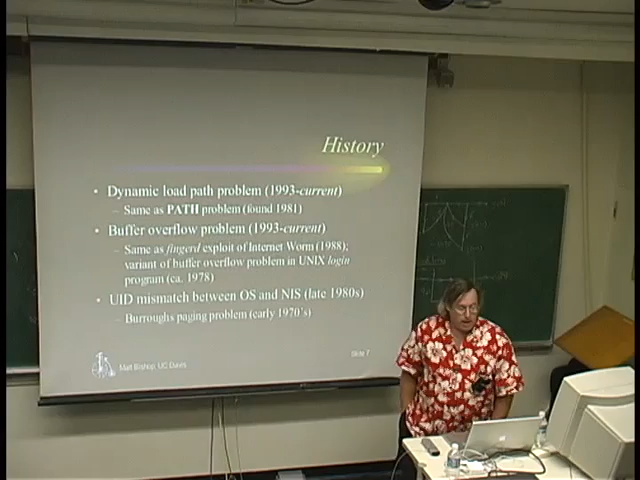 History
• Dynamic load path problem (1993-current)
– Same as PATH problem (found 1981)
• Buffer overflow problem (1993-current)
– Same as fingerd exploit of Internet Worm (1988);
variant of buffer overflow problem in UNIX login
program (ca. 1978)
• UID mismatch between OS and NIS (late 1980s)
– Burroughs paging problem (early 1970's)
Matt Bishop, UC Davis
Slide 7